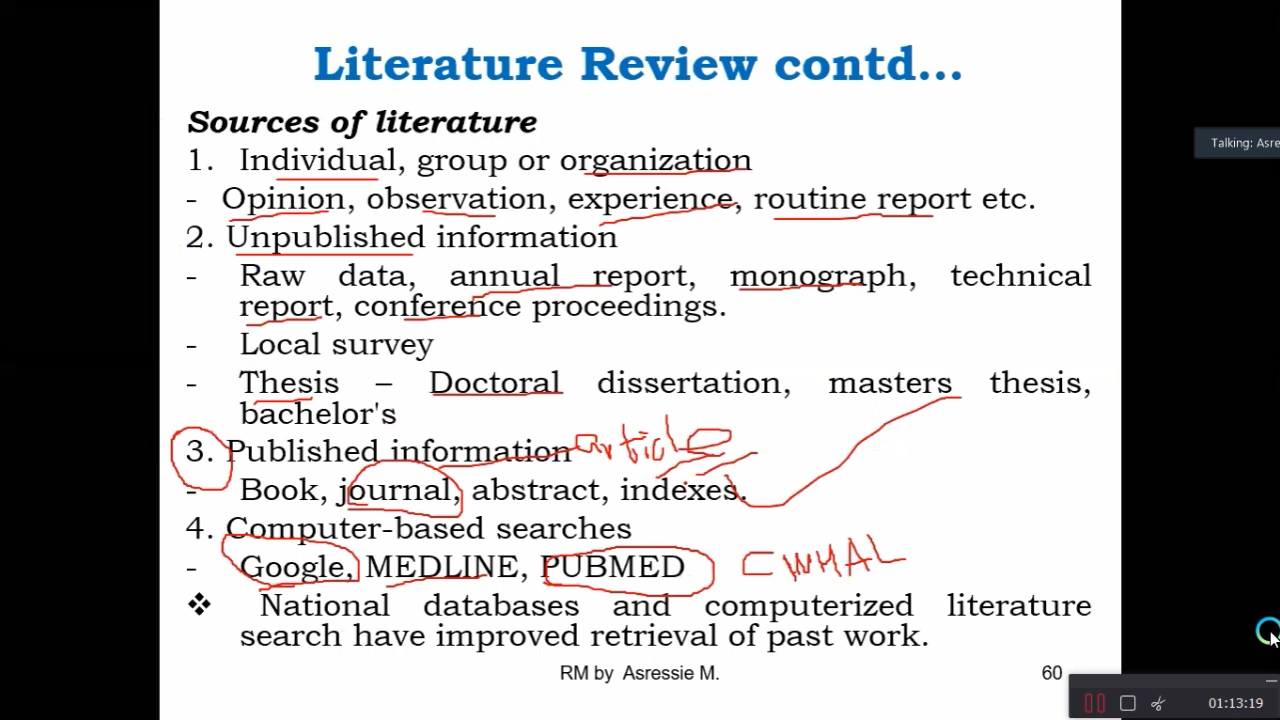 Literature Review contd...
Sources of literature
Talking: Asre
1. Individual, group or organization
- Opinion, observation, experience, routine report etc.
2. Unpublished information
- Raw data, annual report, monograph, technical
report, conference proceedings.
- Local survey
- Thesis – Doctoral dissertation, masters thesis,
bachelor's
3. Published information article
- Book, journal, abstract, indexes.
4. Computer-based searches
- Google, MEDLINE, PUBMED
❖ National databases and computerized literature
search have improved retrieval of past work.
RM by Asressie M.
60
01:13:19